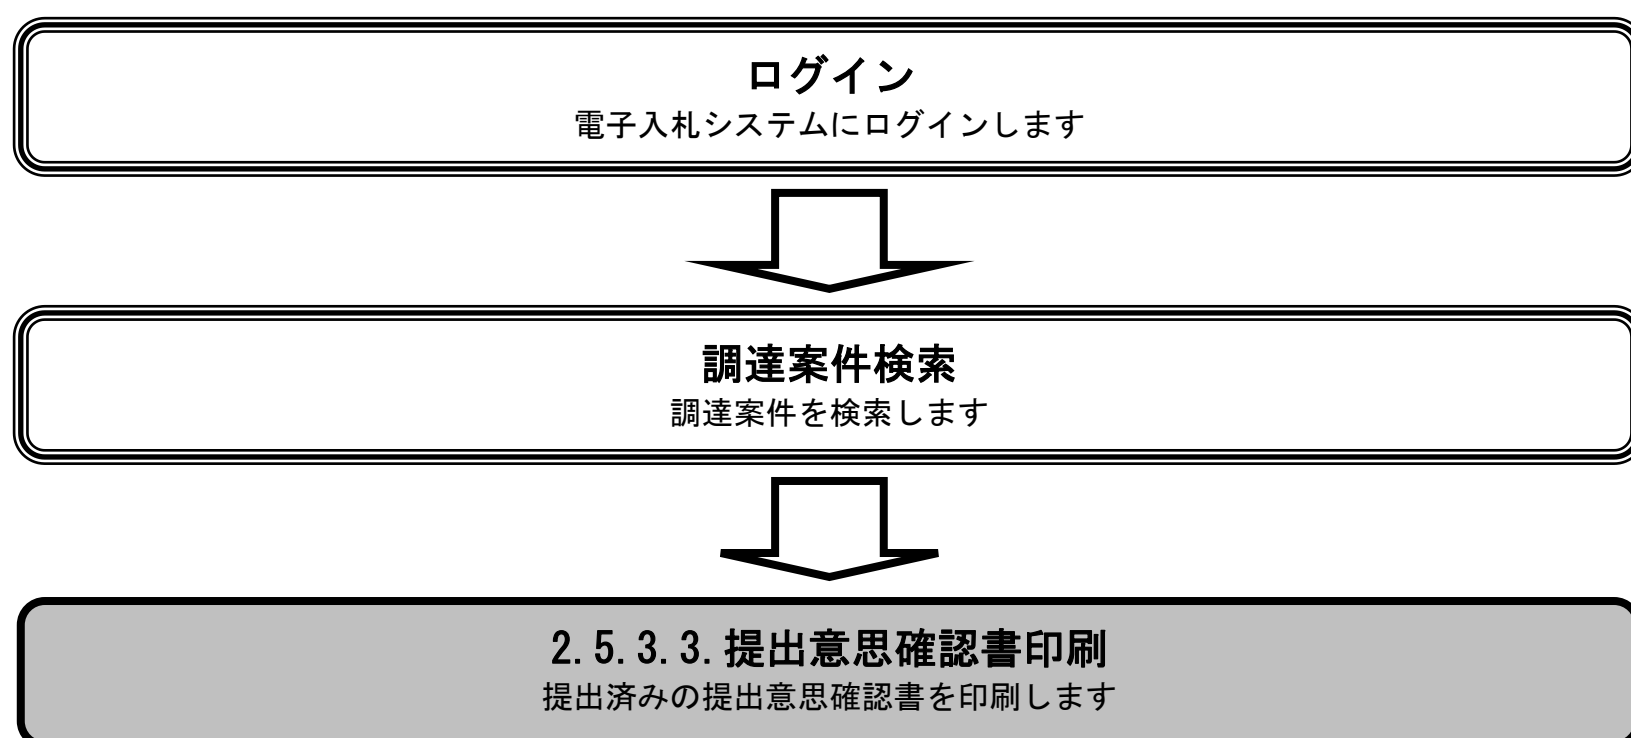 ログイン
電子入札システムにログインします
調達案件検索
調達案件を検索します
2.5.3.3.提出意思確認書印刷
提出済みの提出意思確認書を印刷します